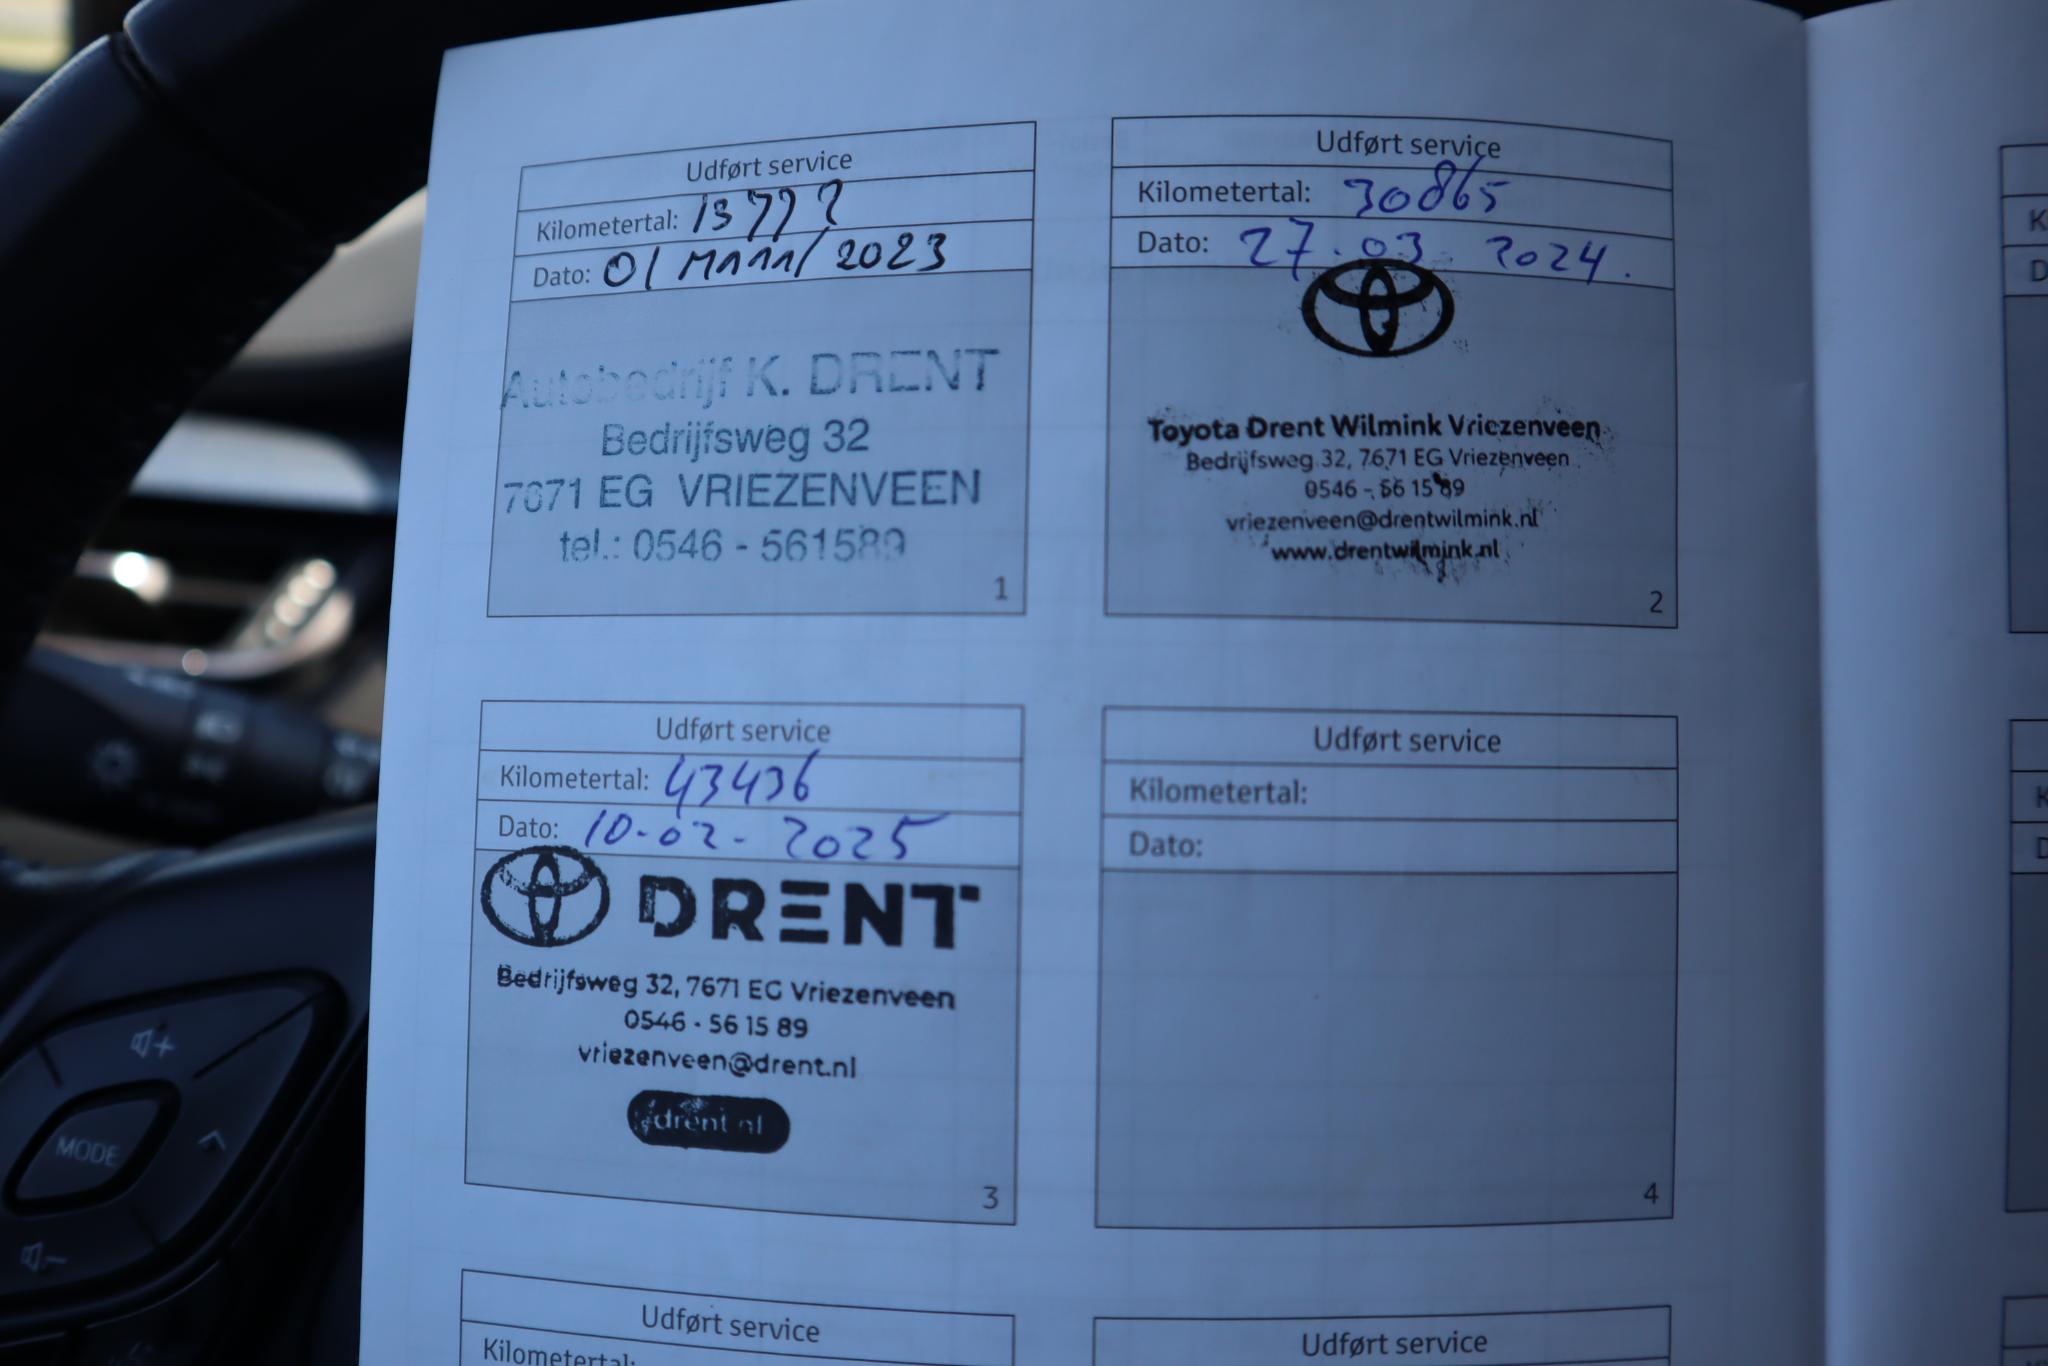 Udført service
Kilometertal:
Dato: 01 / 2023
Autobedrijf K. DRENT
Bedrijfsweg 32
7671 EG VRIEZENVEEN
tel.: 0546 - 561589
1
Udført service
Kilometertal: 30865
Dato: 27.03 2024.
Toyota Drent Wilmink Vriezenveen
Bedrijfsweg 32, 7671 EG Vriezenveen
0546 - 56 15 89
vriezenveen@drentwilmink.nl
www.drentwilmink.nl
2
Udført service
Kilometertal: 43436
Dato: 10-02-2025
DRENT
Bedrijfsweg 32, 7671 EG Vriezenveen
0546 - 56 15 89
vriezenveen@drent.nl
drent.nl
3
Udført service
Kilometertal:
Dato:
4
Udført service
Kilometertal:
Udført service
K
D
K
D
MODE